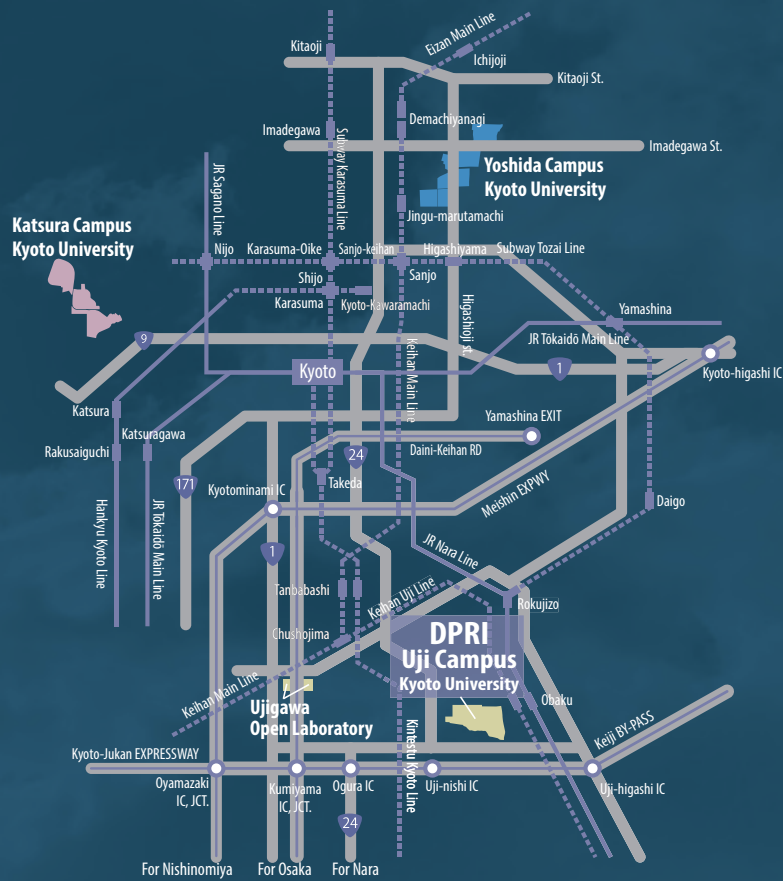 Eizan Main Line
Kitaoji
Ichijoji
Kitaoji St.
Demachiyanagi
Imadegawa
Imadegawa St.
Subway Karasuma Line
Yoshida Campus
Kyoto University
JR Sagano Line
Jingu-marutamachi
Katsura Campus
Kyoto University
Nijo
Karasuma-Oike
Sanjo-keihan
Higashiyama
Subway Tozai Line
Sanjo
Shijo
Karasuma
Kyoto-Kawaramachi
Higashioji st.
Yamashina
9
JR Tōkaidō Main Line
Keihan Main Line
Kyoto
1
Kyoto-higashi IC
Katsura
Yamashina EXIT
Katsuragawa
Rakusaiguchi
24
Daini-Keihan RD
171
Takeda
Kyotominami IC
Meishin EXPWY
Daigo
Hankyu Kyoto Line
JR Tōkaidō Main Line
1
JR Nara Line
Tanbabashi
Keihan Uji Line
Rokujizo
Chushojima
DPRI
Uji Campus
Kyoto University
Keihan Main Line
Ujigawa
Open Laboratory
Obaku
Kintestu Kyoto Line
Keiji BY-PASS
Kyoto-Jukan EXPRESSWAY
Oyamazaki
IC, JCT.
Kumiyama
IC, JCT.
Ogura IC
Uji-nishi IC
Uji-higashi IC
24
For Nishinomiya
For Osaka
For Nara